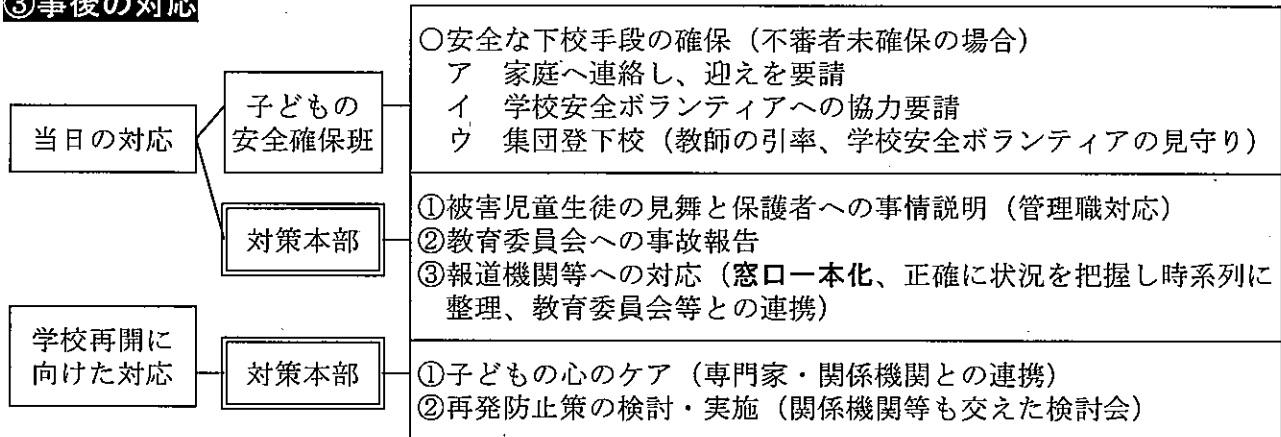 ③事後の対応
当日の対応
子どもの
安全確保班
○安全な下校手段の確保（不審者未確保の場合）
ア　家庭へ連絡し、迎えを要請
イ　学校安全ボランティアへの協力要請
ウ　集団登下校（教師の引率、学校安全ボランティアの見守り）
対策本部
①被害児童生徒の見舞と保護者への事情説明（管理職対応）
②教育委員会への事故報告
③報道機関等への対応（窓口一本化、正確に状況を把握し時系列に
整理、教育委員会等との連携）
学校再開に
向けた対応
対策本部
①子どもの心のケア（専門家・関係機関との連携）
②再発防止策の検討・実施（関係機関等も交えた検討会）